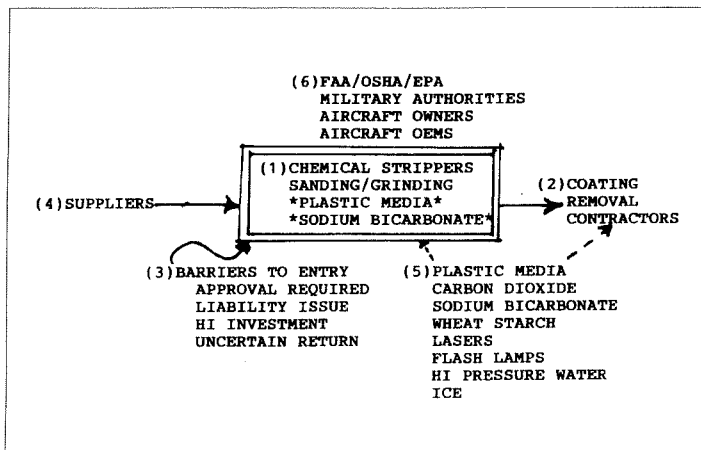 (6)FAA/OSHA/EPA
MILITARY AUTHORITIES
AIRCRAFT OWNERS
AIRCRAFT OEMS
(1)CHEMICAL STRIPPERS
SANDING/GRINDING
*PLASTIC MEDIA*
*SODIUM BICARBONATE*
(4)SUPPLIERS
(2)COATING
REMOVAL
CONTRACTORS
(3)BARRIERS TO ENTRY
APPROVAL REQUIRED
LIABILITY ISSUE
HI INVESTMENT
UNCERTAIN RETURN
(5)PLASTIC MEDIA
CARBON DIOXIDE
SODIUM BICARBONATE
WHEAT STARCH
LASERS
FLASH LAMPS
HI PRESSURE WATER
ICE